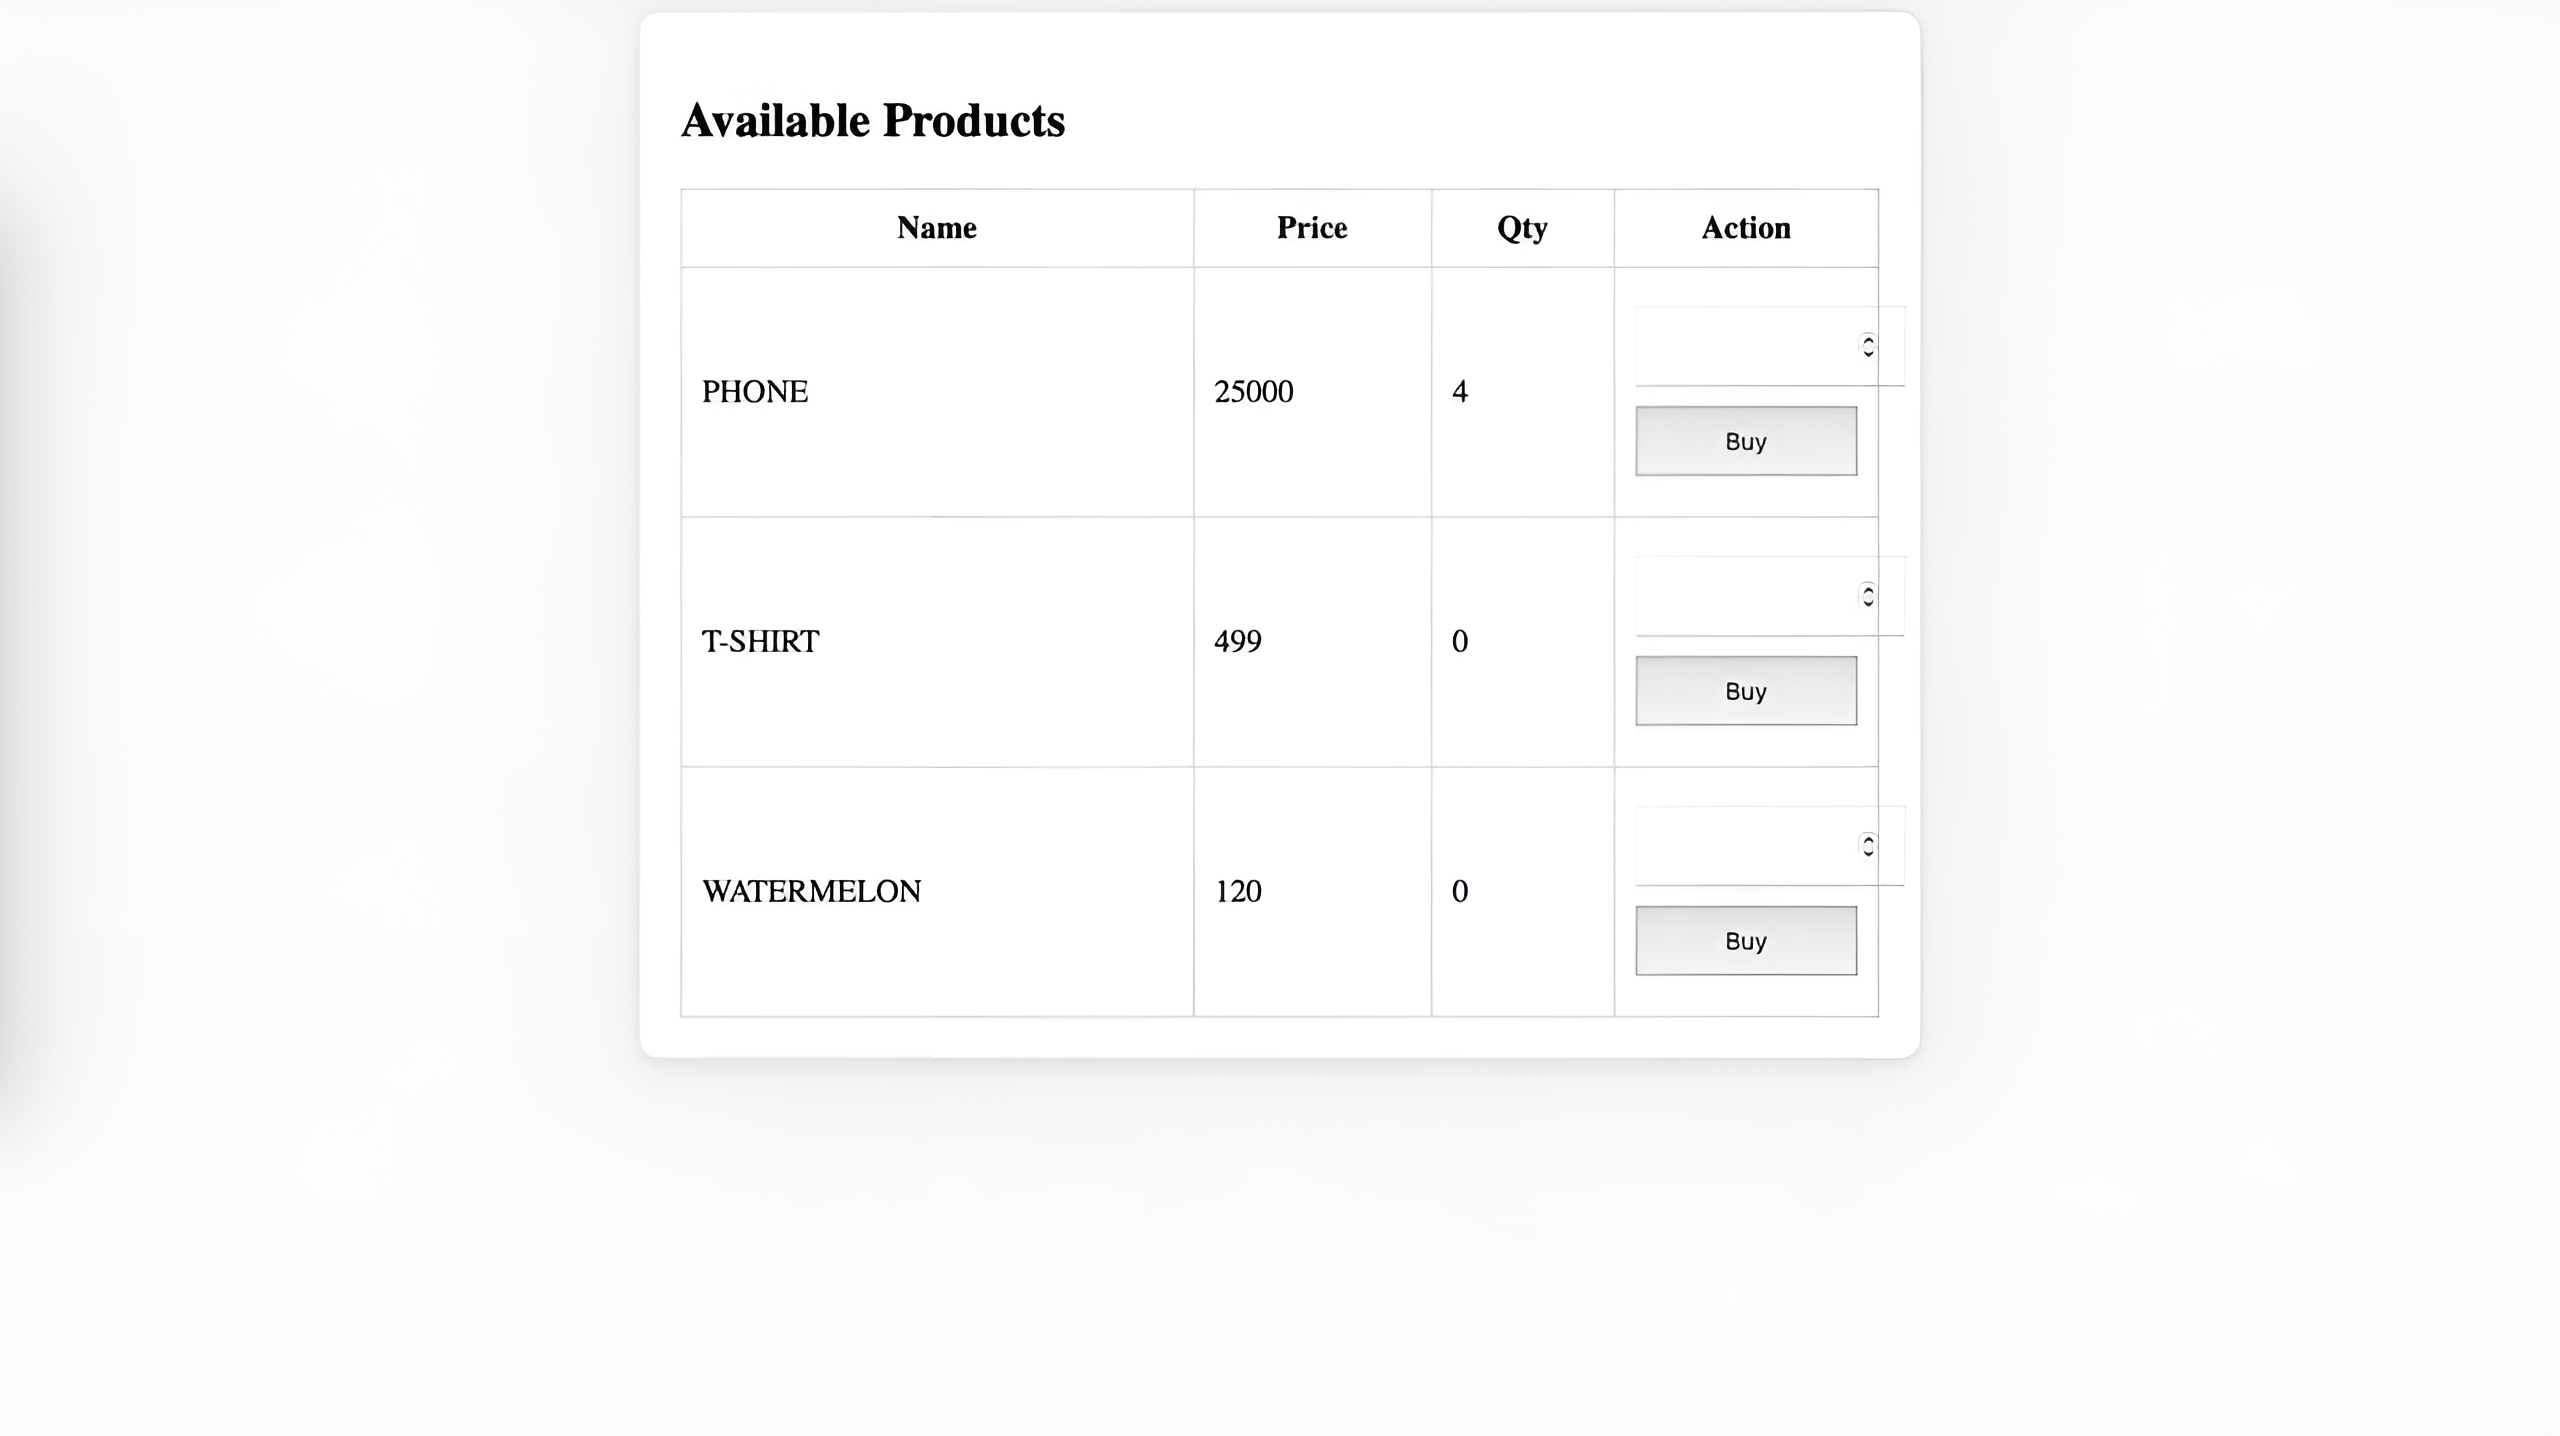 Available Products
Name Price Qty Action
PHONE 25000 4
Buy
T-SHIRT 499 0
Buy
WATERMELON 120 0
Buy